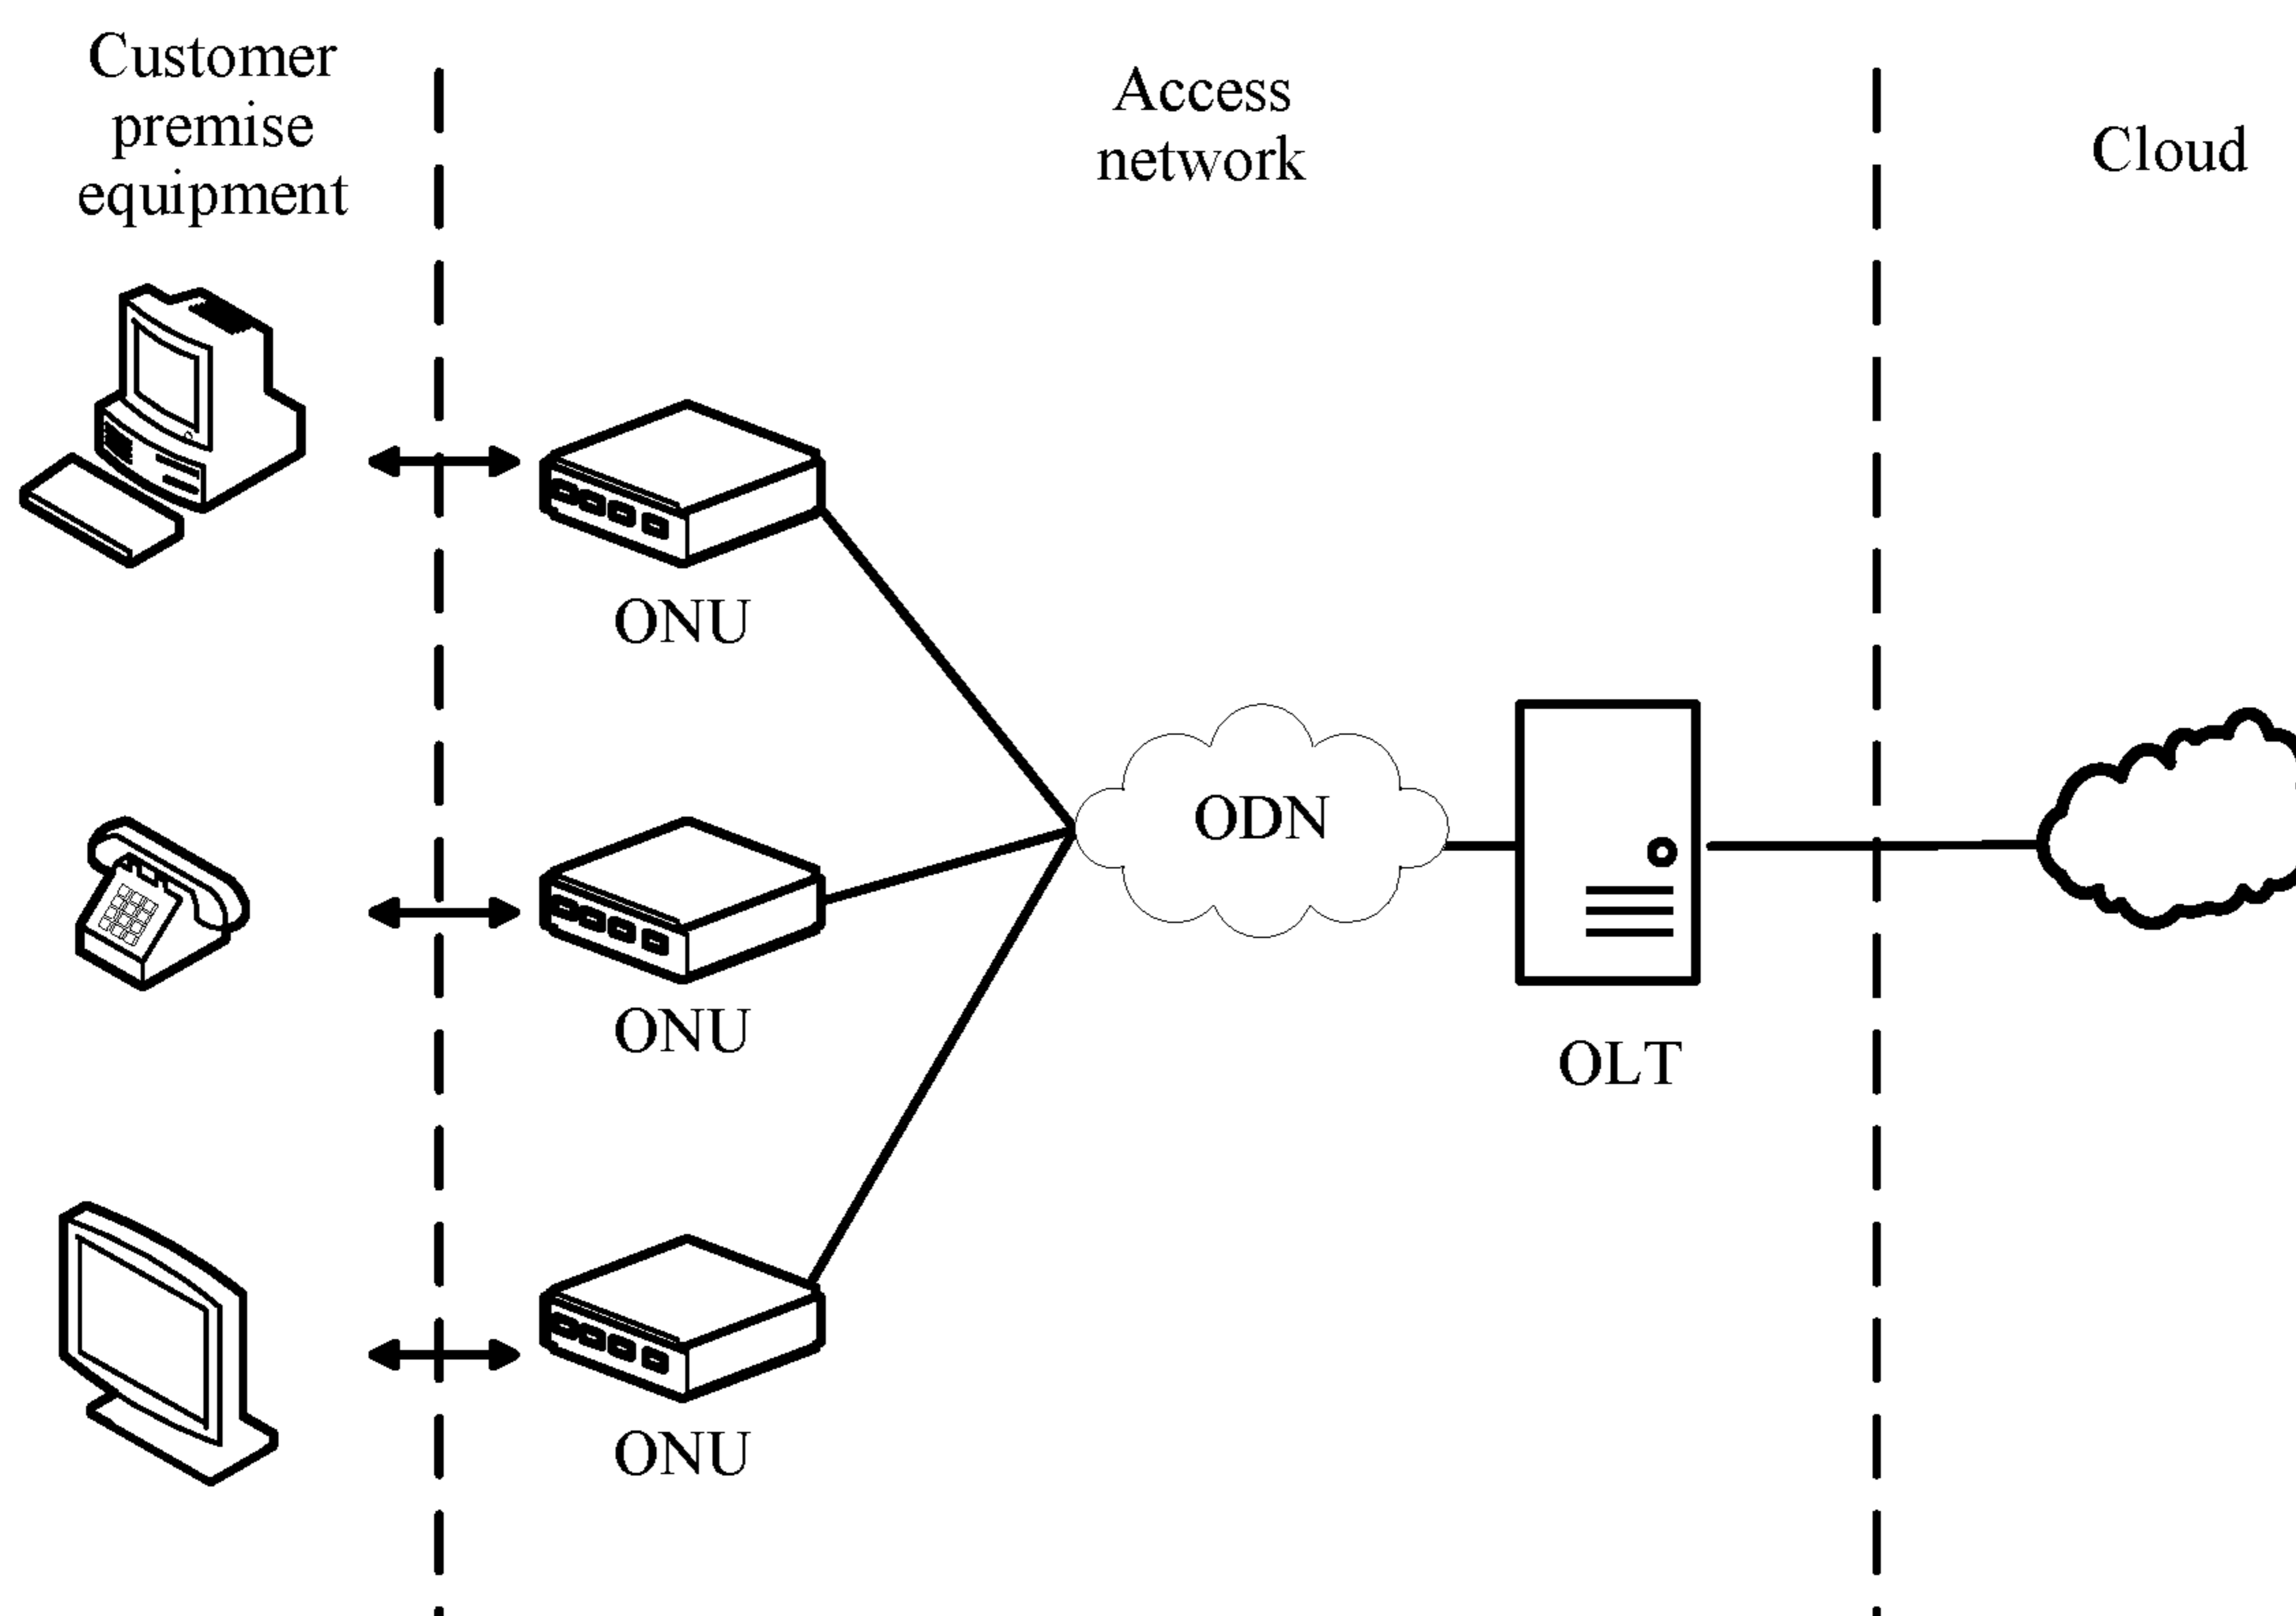 Customer
premise
equipment
Access
network
Cloud
ONU
ODN
ONU
OLT
ONU